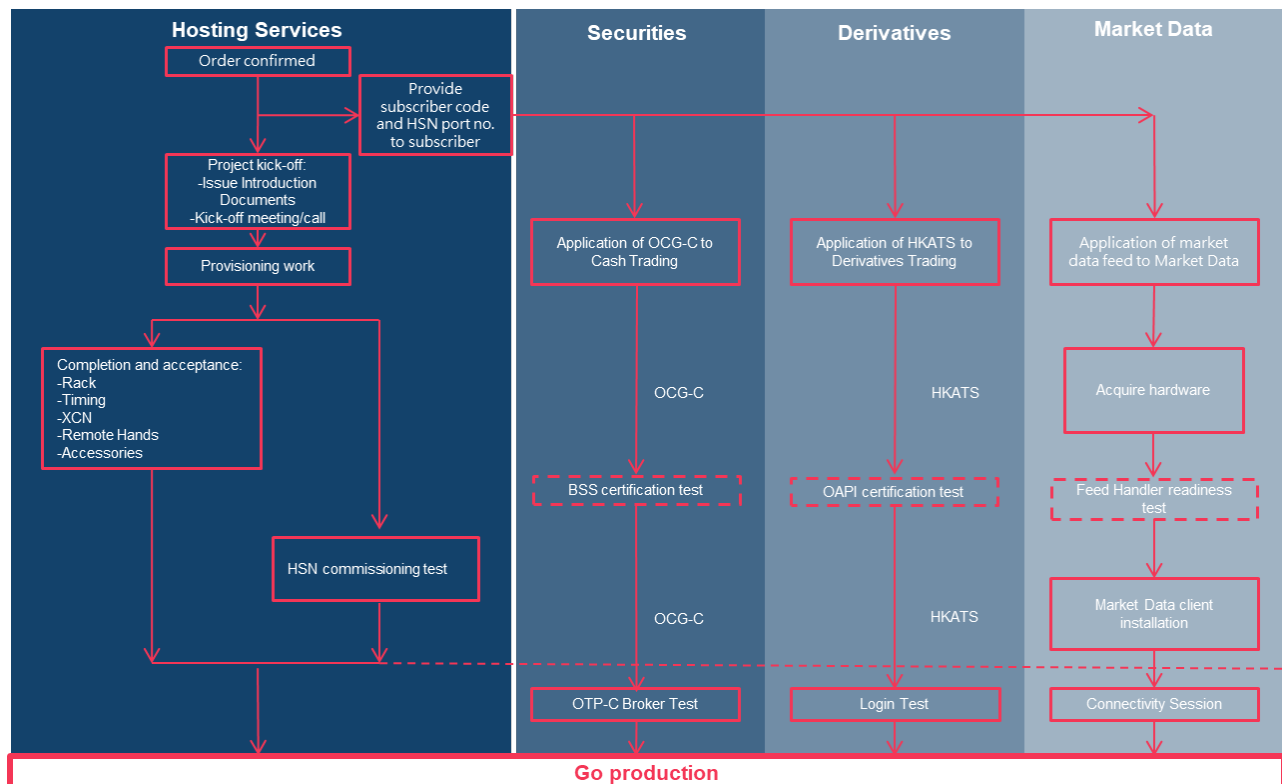 Hosting Services
Securities
Derivatives
Market Data
Order confirmed
Provide
subscriber code
and HSN port no.
to subscriber
Project kick-off:
-Issue Introduction
Documents
-Kick-off meeting/call
Provisioning work
Application of OCG-C to
Cash Trading
Application of HKATS to
Derivatives Trading
Application of market
data feed to Market Data
Completion and acceptance:
-Rack
-Timing
-XCN
-Remote Hands
-Accessories
OCG-C
HKATS
Acquire hardware
BSS certification test
OAPI certification test
Feed Handler readiness
test
HSN commissioning test
OCG-C
HKATS
Market Data client
installation
OTP-C Broker Test
Login Test
Connectivity Session
Go production